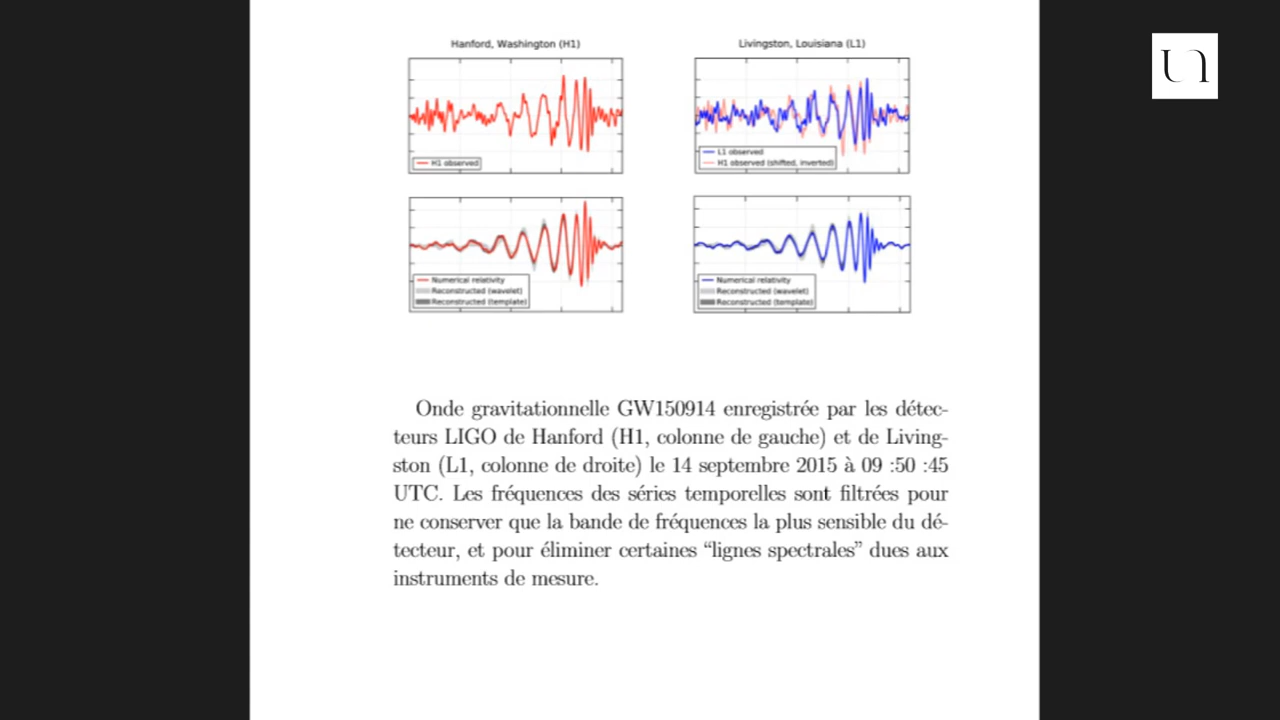 Hanford, Washington (H1)
Livingston, Louisiana (L1)
H1 observed
L1 observed
H1 observed (shifted, inverted)
Numerical relativity
Reconstructed (wavelet)
Reconstructed (template)
Numerical relativity
Reconstructed (wavelet)
Reconstructed (template)
Onde gravitationnelle GW150914 enregistrée par les détec-
teurs LIGO de Hanford (H1, colonne de gauche) et de Living-
ston (L1, colonne de droite) le 14 septembre 2015 à 09 :50 :45
UTC. Les fréquences des séries temporelles sont filtrées pour
ne conserver que la bande de fréquences la plus sensible du dé-
tecteur, et pour éliminer certaines “lignes spectrales” dues aux
instruments de mesure.